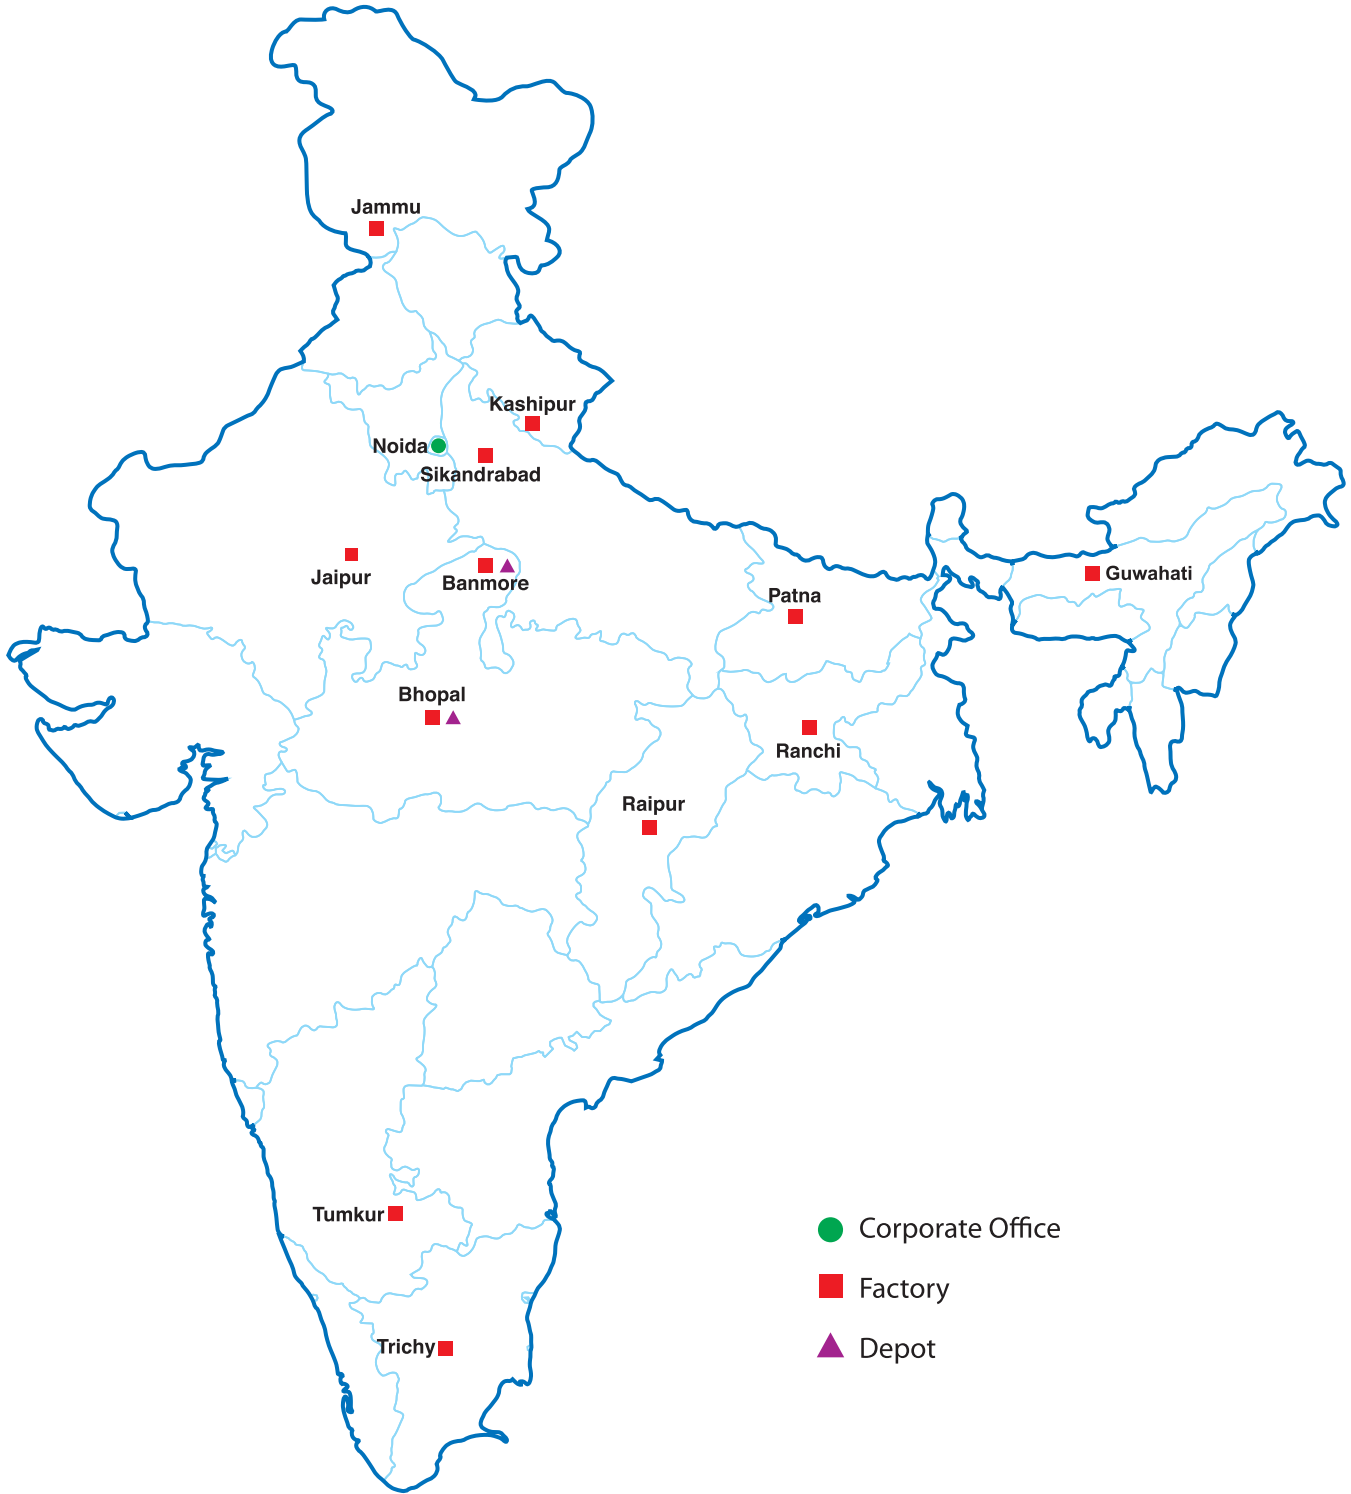 Jammu
Kashipur
Noida
Sikandrabad
Jaipur
Banmore
Guwahati
Patna
Bhopal
Ranchi
Raipur
Tumkur
Corporate Office
Factory
Trichy
Depot